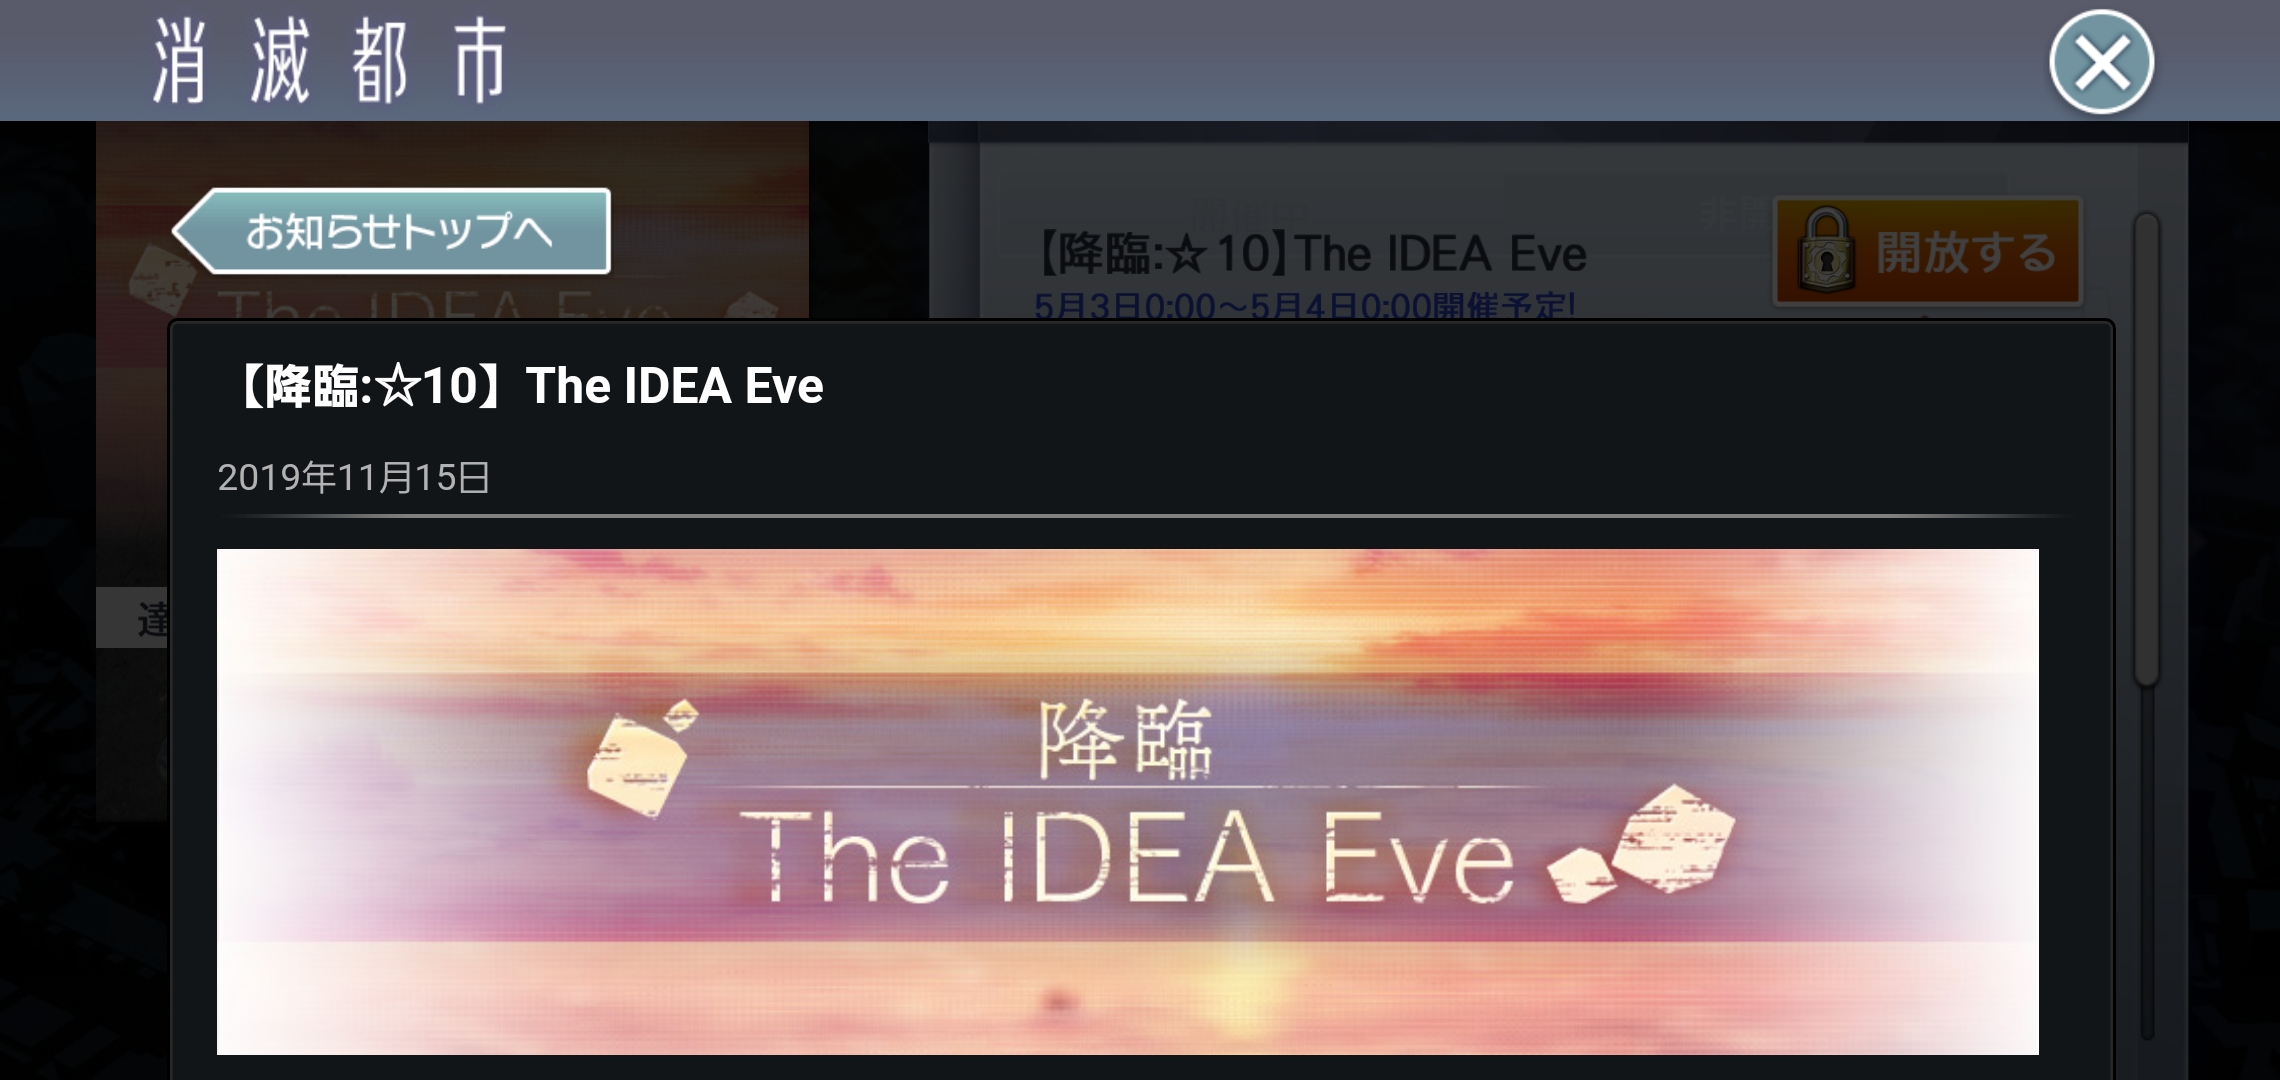 消滅都市
お知らせトップへ
The IDEA Eve
【降臨:☆10】The IDEA Eve
開放する
5月3日0:00〜5月4日0:00開催予定!
【降臨:☆10】The IDEA Eve
2019年11月15日
達
降臨
The IDEA Eve